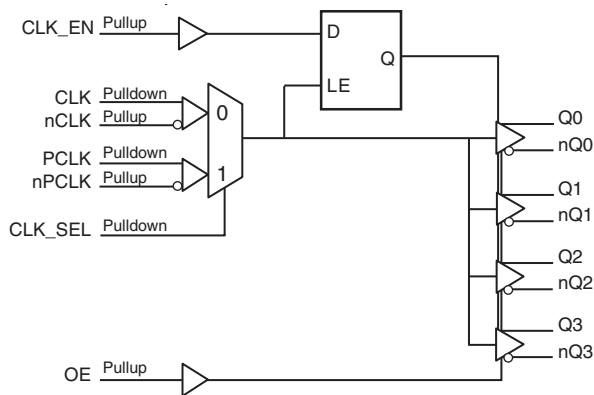 CLK_EN Pullup
D
Q
LE
CLK Pulldown
nCLK Pullup
0
PCLK Pulldown
nPCLK Pullup
1
CLK_SEL Pulldown
Q0
nQ0
Q1
nQ1
Q2
nQ2
Q3
nQ3
OE Pullup